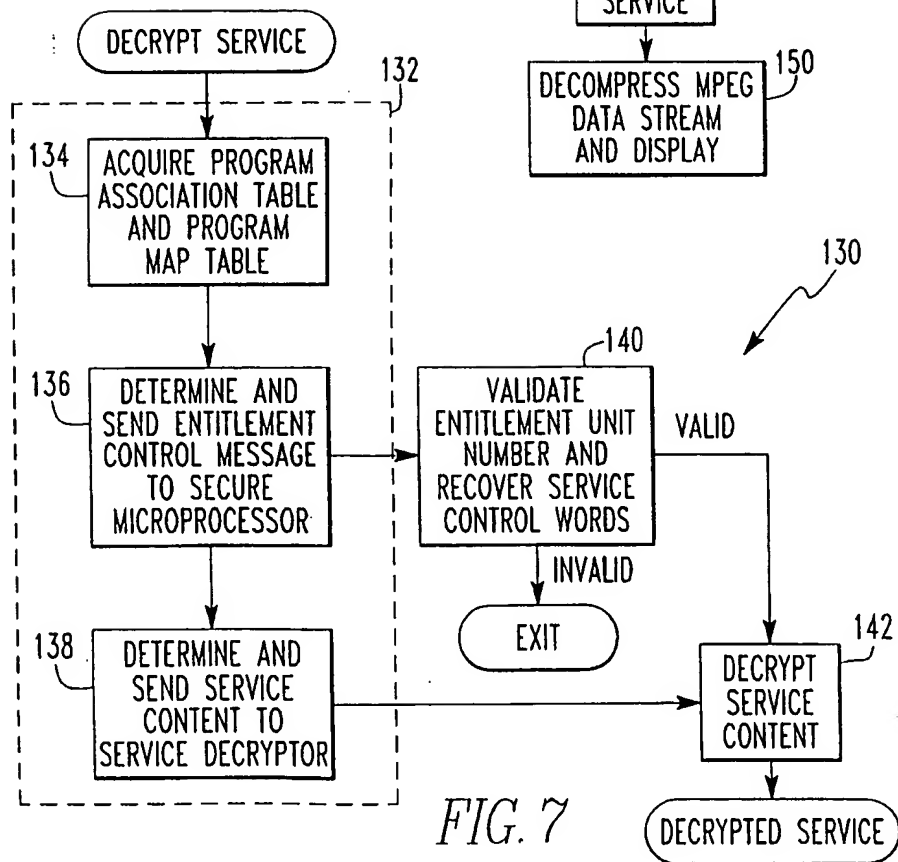 SERVICE
150
DECOMPRESS MPEG
DATA STREAM
AND DISPLAY
DECRYPT SERVICE
132
134
ACQUIRE PROGRAM
ASSOCIATION TABLE
AND PROGRAM
MAP TABLE
130
136
DETERMINE AND
SEND ENTITLEMENT
CONTROL MESSAGE
TO SECURE
MICROPROCESSOR
140
VALIDATE
ENTITLEMENT UNIT
NUMBER AND
RECOVER SERVICE
CONTROL WORDS
VALID
INVALID
EXIT
138
DETERMINE AND
SEND SERVICE
CONTENT TO
SERVICE DECRYPTOR
142
DECRYPT
SERVICE
CONTENT
DECRYPTED SERVICE
FIG. 7